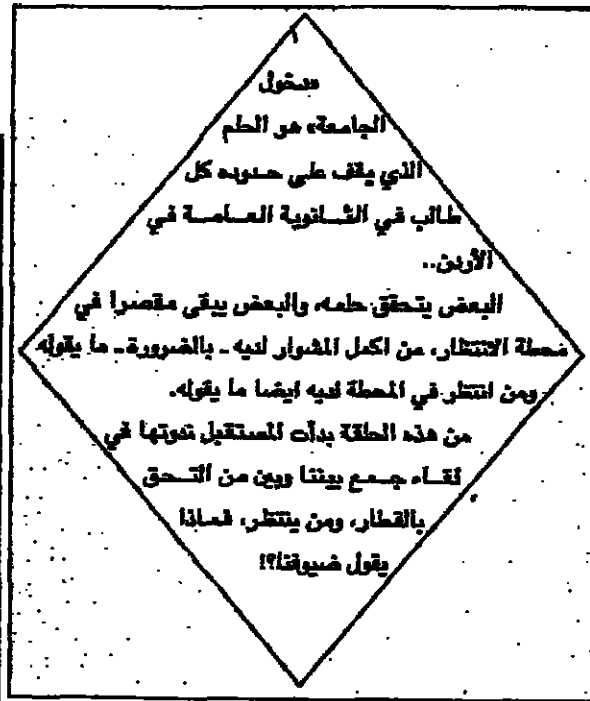 دخول
الجامعة، هو الحلم
الذي يقف على حدوده كل
طالب في الثانوية العامة في
الأردن..
البعض يتحقق حلمه، والبعض يبقى مقصرا في
محطة الانتظار، من اكمل المشوار لديه - بالضرورة - ما يقوله
ومن انتظر في المحطة لديه ايضا ما يقوله.
من هذه الحلقة بدأت المستقبل ندوتها في
لقاء جمع بيننا وبين من التحق
بالقطار، ومن ينتظر، فماذا
يقول ضيوفنا؟!